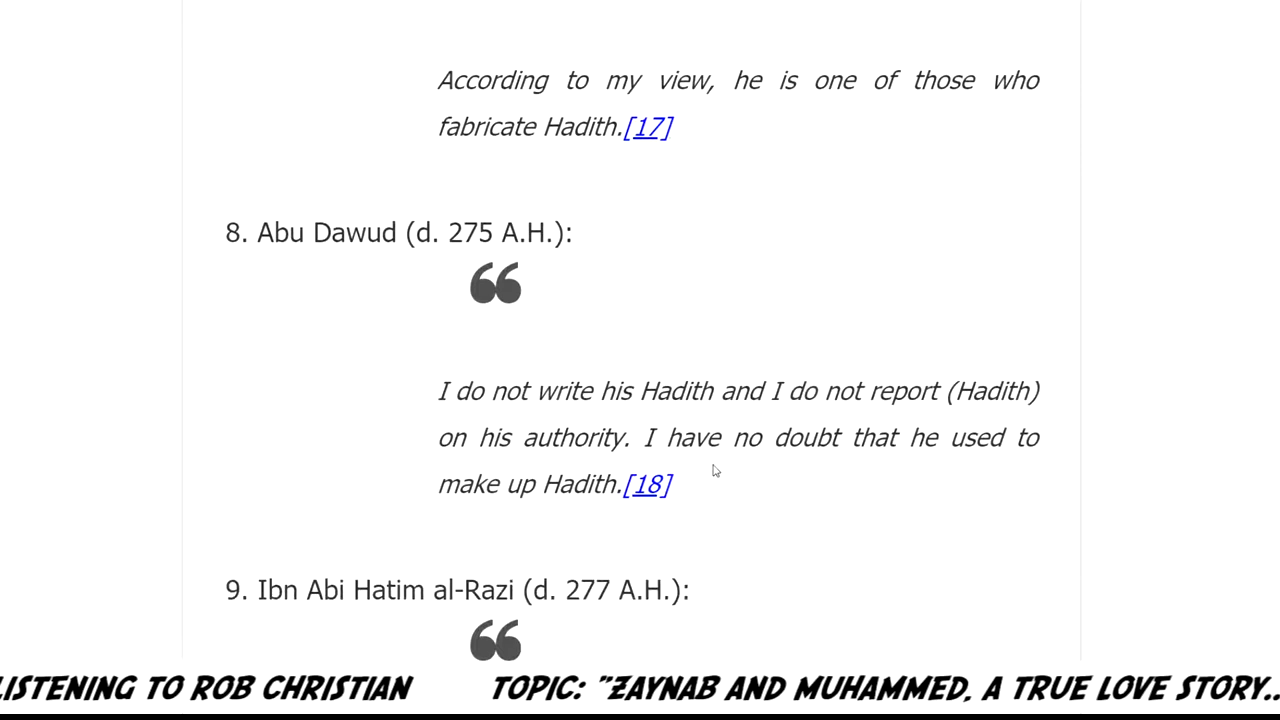 According to my view, he is one of those who
fabricate Hadith.[17]
8. Abu Dawud (d. 275 A.H.):
❝
I do not write his Hadith and I do not report (Hadith)
on his authority. I have no doubt that he used to
make up Hadith.[18]
9. Ibn Abi Hatim al-Razi (d. 277 A.H.):
❝
LISTENING TO ROB CHRISTIAN TOPIC: "ZAYNAB AND MUHAMMED, A TRUE LOVE STORY..